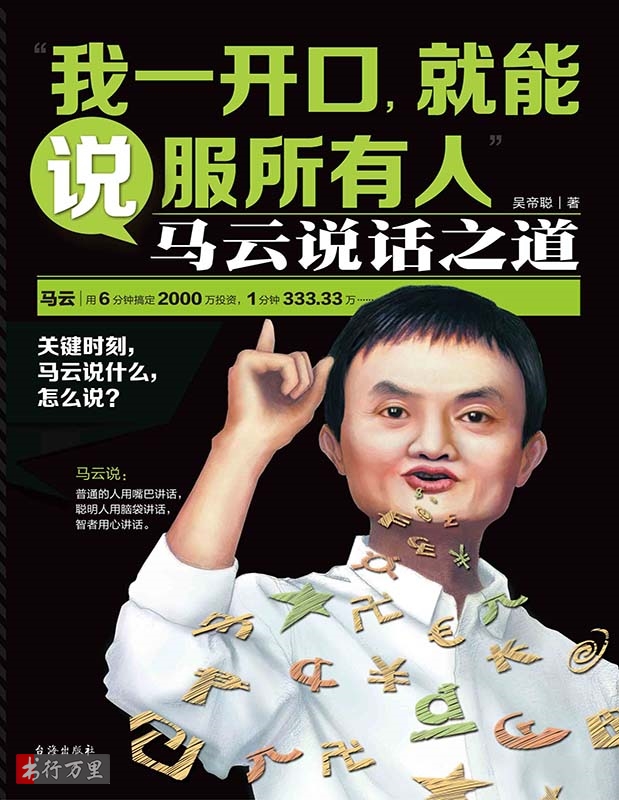 “我一开口，就能
说服所有人”
吴帝聪 | 著
马云说话之道
马云 | 用6分钟搞定2000万投资，1分钟333.33万……
关键时刻，
马云说什么，
怎么说？
马云说：
普通的人用嘴巴讲话，
聪明人用脑袋讲话，
智者用心讲话。
台海出版社
书行万里